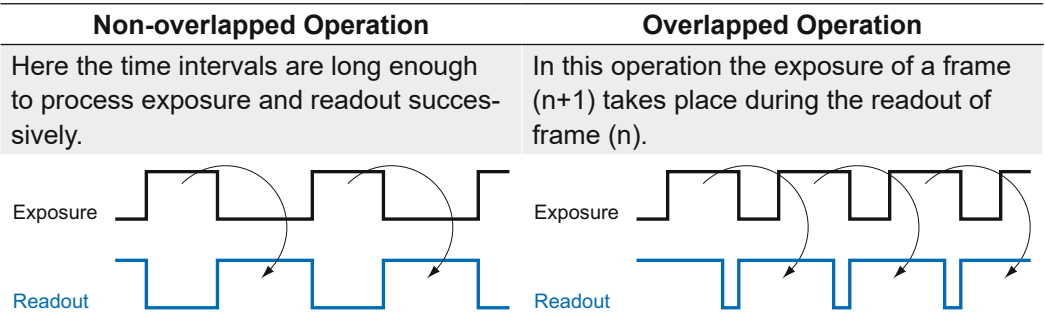 Non-overlapped Operation
Overlapped Operation
Here the time intervals are long enough
to process exposure and readout succes-
sively.
In this operation the exposure of a frame
(n+1) takes place during the readout of
frame (n).
Exposure
Readout
Exposure
Readout